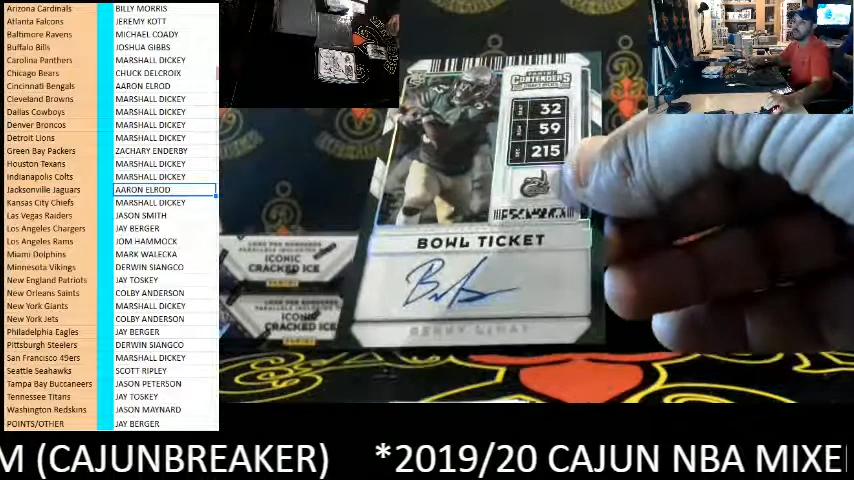 Arizona Cardinals BILLY MORRIS
Atlanta Falcons JEREMY KOTT
Baltimore Ravens MICHAEL COADY
Buffalo Bills JOSHUA GIBBS
Carolina Panthers MARSHALL DICKEY
Chicago Bears CHUCK DELCROIX
Cincinnati Bengals AARON ELROD
Cleveland Browns MARSHALL DICKEY
Dallas Cowboys MARSHALL DICKEY
Denver Broncos MARSHALL DICKEY
Detroit Lions MARSHALL DICKEY
Green Bay Packers ZACHARY ENDERBY
Houston Texans MARSHALL DICKEY
Indianapolis Colts MARSHALL DICKEY
Jacksonville Jaguars AARON ELROD
Kansas City Chiefs MARSHALL DICKEY
Las Vegas Raiders JASON SMITH
Los Angeles Chargers JAY BERGER
Los Angeles Rams JOM HAMMOCK
Miami Dolphins MARK WALECKA
Minnesota Vikings DERWIN SIANGCO
New England Patriots JAY TOSKEY
New Orleans Saints COLBY ANDERSON
New York Giants MARSHALL DICKEY
New York Jets COLBY ANDERSON
Philadelphia Eagles JAY BERGER
Pittsburgh Steelers DERWIN SIANGCO
San Francisco 49ers MARSHALL DICKEY
Seattle Seahawks SCOTT RIPLEY
Tampa Bay Buccaneers JASON PETERSON
Tennessee Titans JAY TOSKEY
Washington Redskins JASON MAYNARD
POINTS/OTHER JAY BERGER
PANINI
CONTENDERS
DRAFT PICKS
32
59
215
BOWL TICKET
ICONIC
CRACKED ICE
PANINI
ICONIC
CRACKED ICE
M (CAJUNBREAKER) *2019/20 CAJUN NBA MIXE